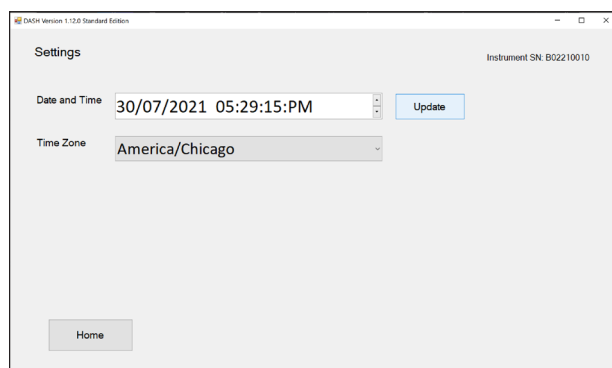 DASH Version 1.12.0 Standard Edition
Settings
Instrument SN: B02210010
Date and Time 30/07/2021 05:29:15:PM Update
Time Zone America/Chicago
Home